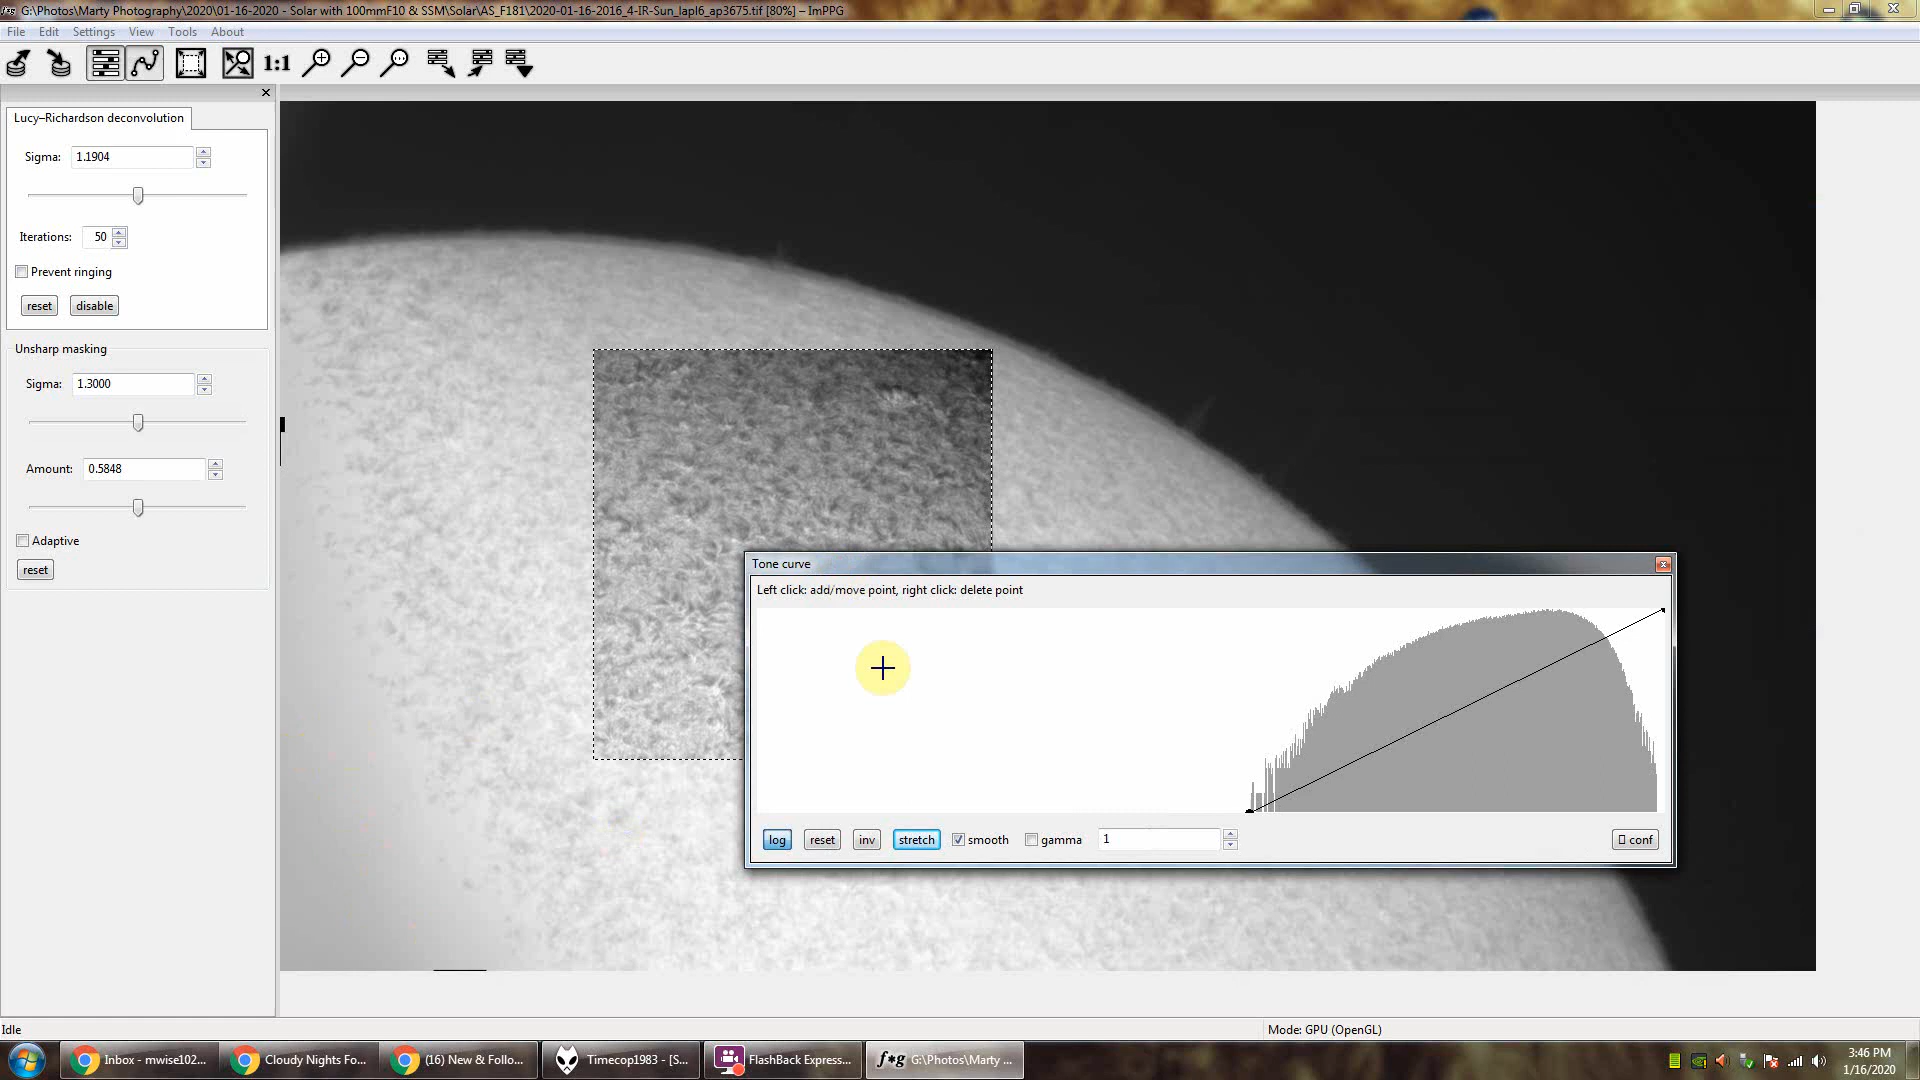 G:\Photos\Marty Photography\2020\01-16-2020 - Solar with 100mmF10 & SSM\Solar\AS_F181\2020-01-16-2016_4-IR-Sun_lapl6_ap3675.tif [80%] – ImPPG
File Edit Settings View Tools About
1:1
Lucy–Richardson deconvolution
Sigma: 1.1904
Iterations: 50
Prevent ringing
reset disable
Unsharp masking
Sigma: 1.3000
Amount: 0.5848
Adaptive
reset
Tone curve
Left click: add/move point, right click: delete point
log reset inv stretch smooth gamma 1 conf
Idle Mode: GPU (OpenGL)
Inbox - mwise102... Cloudy Nights Fo... (16) New & Follo... Timecop1983 - [S... FlashBack Express... f*g G:\Photos\Marty ...
3:46 PM
1/16/2020